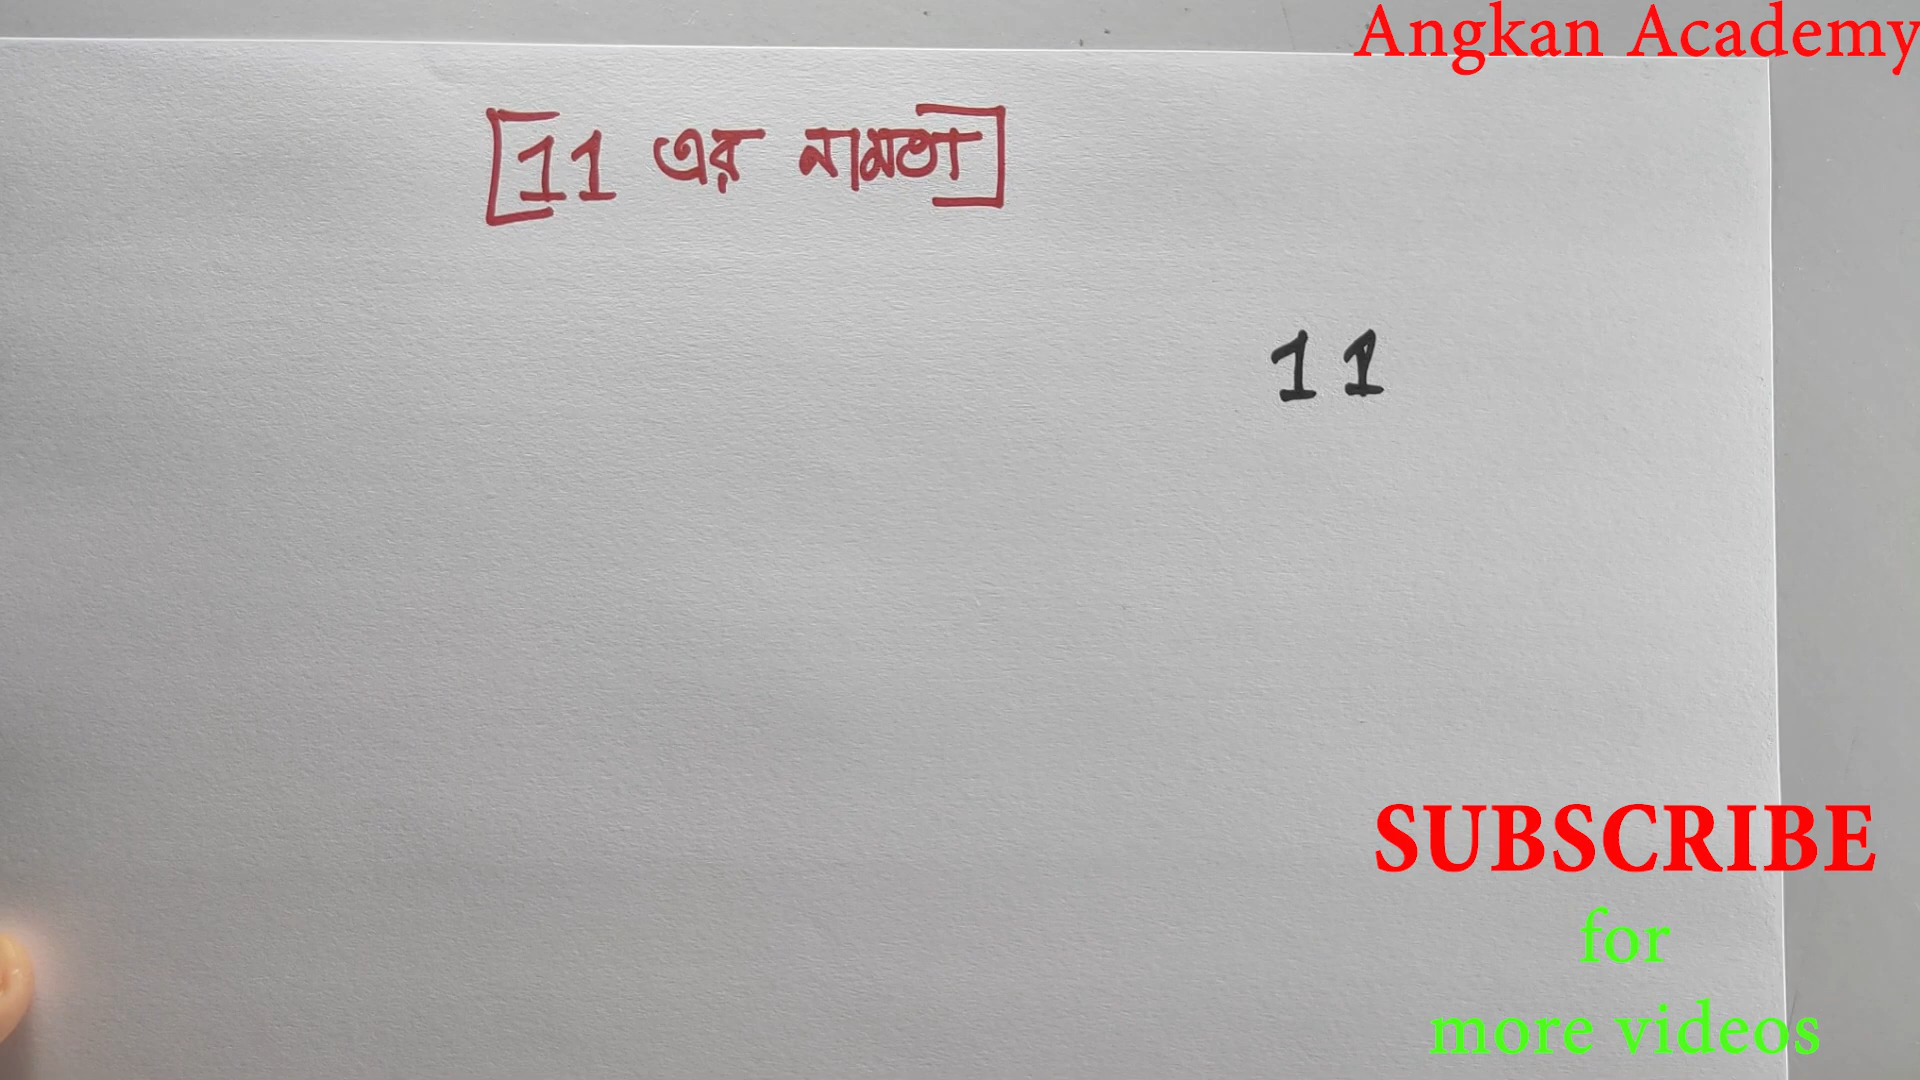 Angkan Academy
[11 এর নামতা]
11
SUBSCRIBE
for
more videos